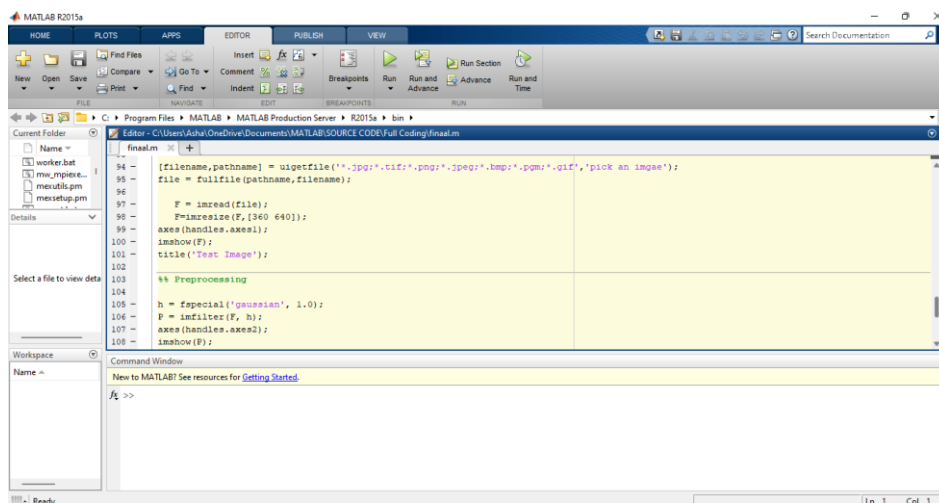 MATLAB R2015a
HOME PLOTS APPS EDITOR PUBLISH VIEW
Search Documentation
New Open Save
Find Files
Compare
Print
Go To
Find
Insert fx
Comment
Indent
Breakpoints
Run
Run and Advance
Run Section
Advance
Run and Time
FILE NAVIGATE EDIT BREAKPOINTS RUN
C: Program Files MATLAB MATLAB Production Server R2015a bin
Current Folder
Name
worker.bat
mw_mpiexe...
mexutils.pm
mexsetup.pm
Details
Select a file to view deta
Workspace
Name
Editor - C:\Users\Asha\OneDrive\Documents\MATLAB\SOURCE CODE\Full Coding\finaal.m
finaal.m
94 - [filename,pathname] = uigetfile('*.jpg;*.tif;*.png;*.jpeg;*.bmp;*.pgm;*.gif','pick an imgae');
95 - file = fullfile(pathname,filename);
96
97 - F = imread(file);
98 - F=imresize(F,[360 640]);
99 - axes(handles.axes1);
100 - imshow(F);
101 - title('Test Image');
102
103 %% Preprocessing
104
105 - h = fspecial('gaussian', 1.0);
106 - P = imfilter(F, h);
107 - axes(handles.axes2);
108 - imshow(P);
Command Window
New to MATLAB? See resources for Getting Started.
fx >>
Ready
Ln 1 Col 1